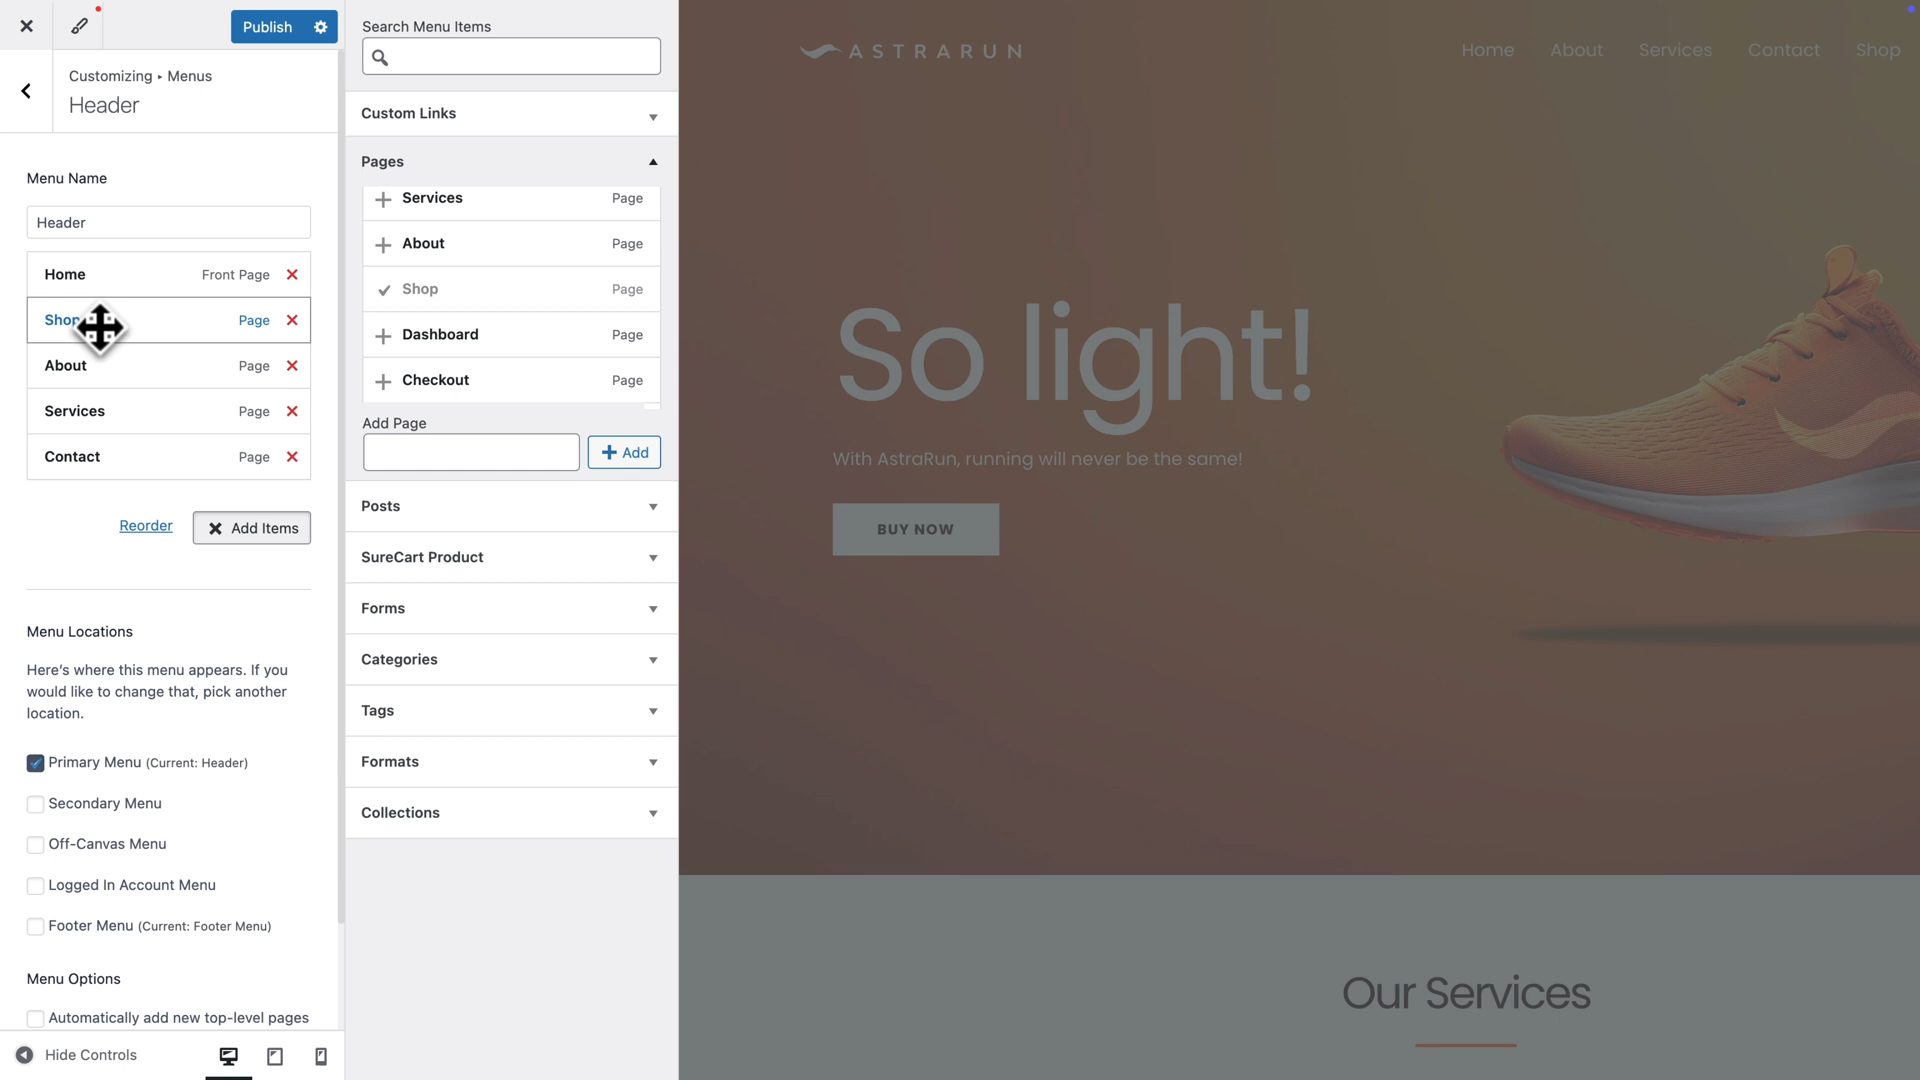 Publish
Customizing ▸ Menus
Header
Menu Name
Header
Home Front Page
Shop Page
About Page
Services Page
Contact Page
Reorder
Add Items
Menu Locations
Here's where this menu appears. If you
would like to change that, pick another
location.
Primary Menu (Current: Header)
Secondary Menu
Off-Canvas Menu
Logged In Account Menu
Footer Menu (Current: Footer Menu)
Menu Options
Automatically add new top-level pages
Hide Controls
Search Menu Items
Custom Links
Pages
Services Page
About Page
Shop Page
Dashboard Page
Checkout Page
Add Page
Add
Posts
SureCart Product
Forms
Categories
Tags
Formats
Collections
ASTRARUN
Home About Services Contact Shop
So light!
With AstraRun, running will never be the same!
BUY NOW
Our Services